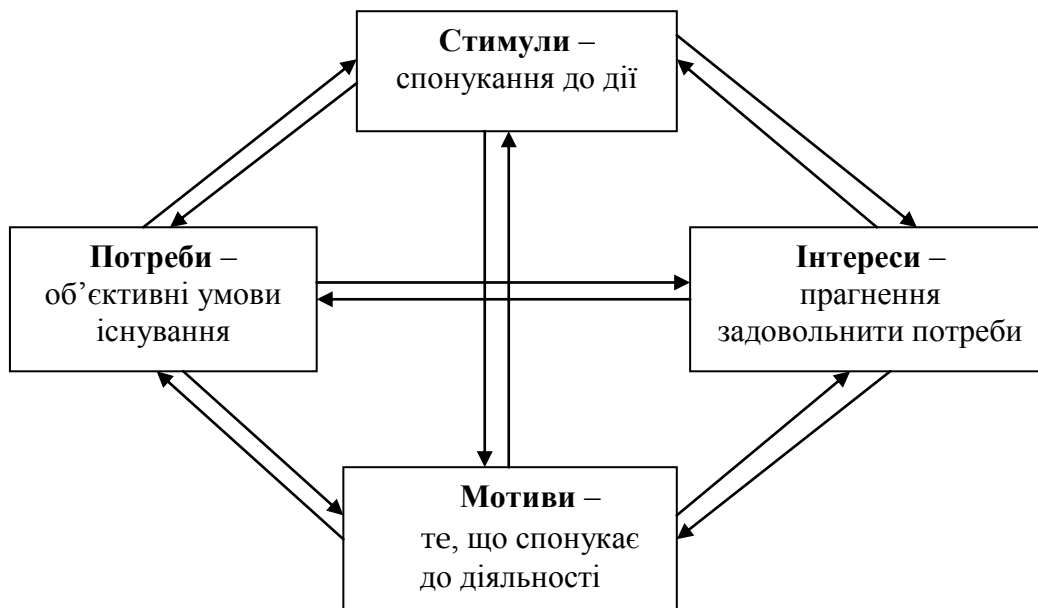 Стимули –
спонукання до дії
Потреби –
об’єктивні умови
існування
Інтереси –
прагнення
задовольнити потреби
Мотиви –
те, що спонукає
до діяльності